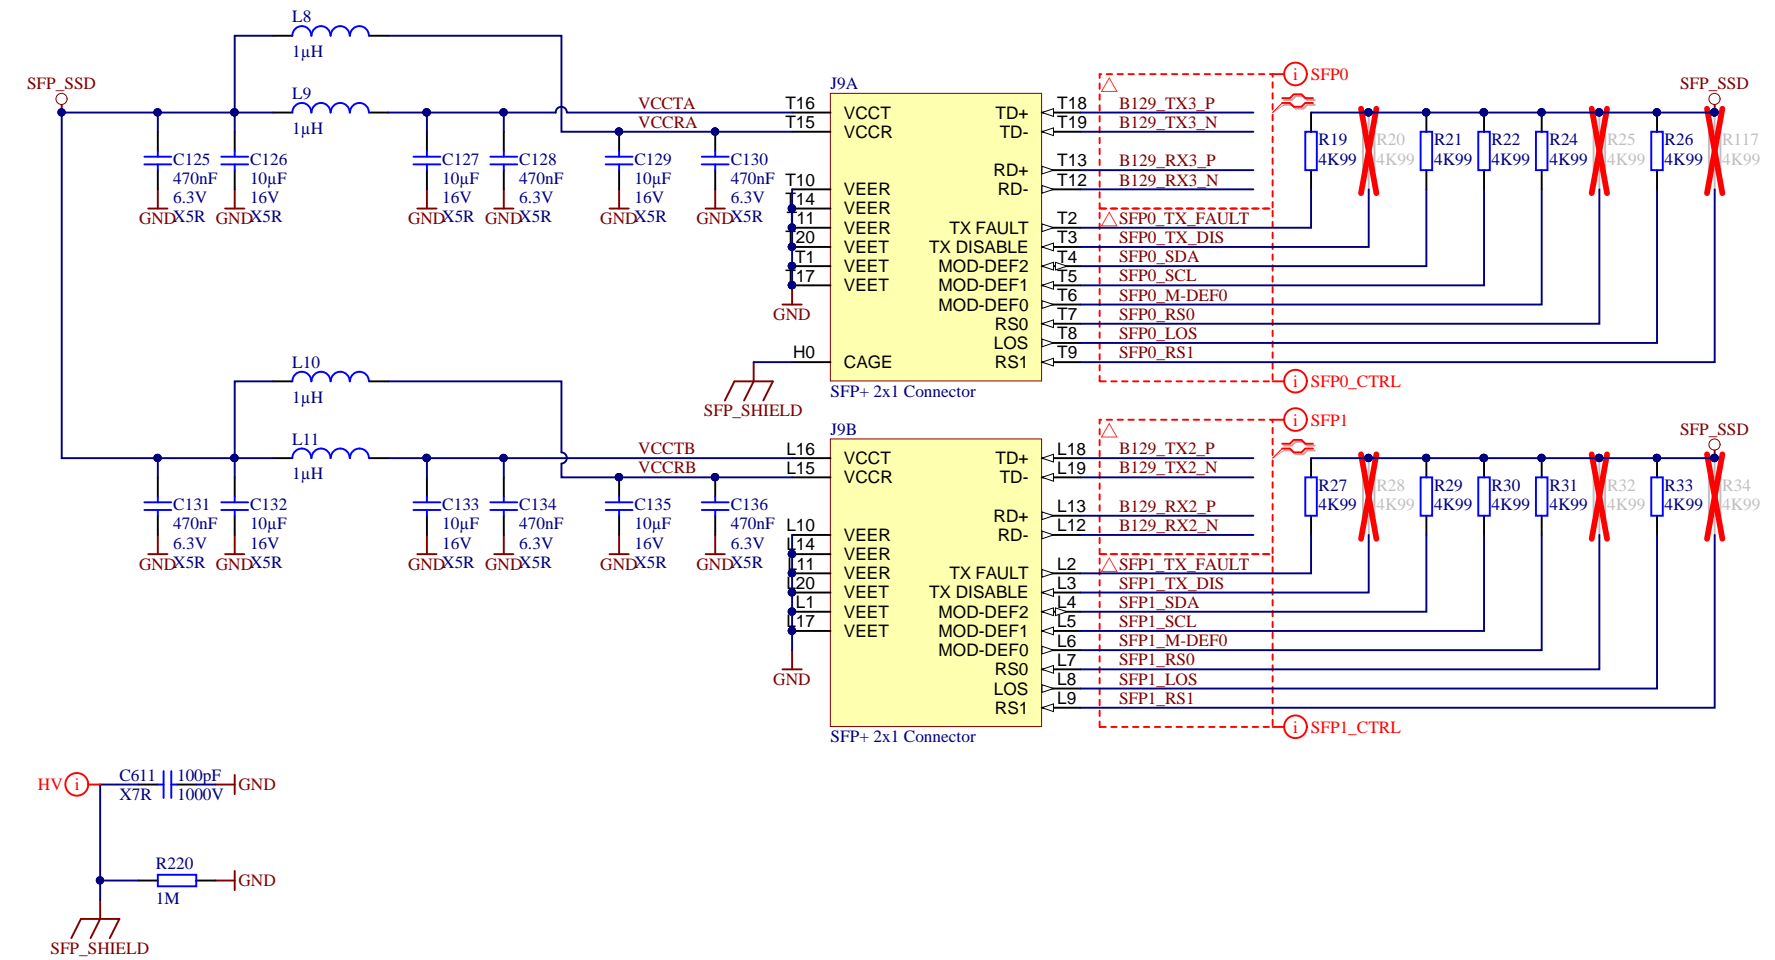 L8
1µH
SFP_SSD
L9
1µH
VCCTA
VCCRA
C125
470nF
6.3V
X5R
GND
C126
10µF
16V
X5R
GND
C127
10µF
16V
X5R
GND
C128
470nF
6.3V
X5R
GND
C129
10µF
16V
X5R
GND
C130
470nF
6.3V
X5R
GND
J9A
T16 VCCT
T15 VCCR
T10 VEER
T14 VEER
11 VEER
20 VEET
T1 VEET
T17 VEET
GND
H0 CAGE
SFP_SHIELD
TD+ T18 B129_TX3_P
TD- T19 B129_TX3_N
RD+ T13 B129_RX3_P
RD- T12 B129_RX3_N
TX FAULT T2 SFP0_TX_FAULT
TX DISABLE T3 SFP0_TX_DIS
MOD-DEF2 T4 SFP0_SDA
MOD-DEF1 T5 SFP0_SCL
MOD-DEF0 T6 SFP0_M-DEF0
RS0 T7 SFP0_RS0
LOS T8 SFP0_LOS
RS1 T9 SFP0_RS1
SFP+ 2x1 Connector
i SFP0
i SFP0_CTRL
SFP_SSD
R19
4K99
R20
4K99
R21
4K99
R22
4K99
R24
4K99
R25
4K99
R26
4K99
R117
4K99
L10
1µH
L11
1µH
VCCTB
VCCRB
C131
470nF
6.3V
X5R
GND
C132
10µF
16V
X5R
GND
C133
10µF
16V
X5R
GND
C134
470nF
6.3V
X5R
GND
C135
10µF
16V
X5R
GND
C136
470nF
6.3V
X5R
GND
J9B
L16 VCCT
L15 VCCR
L10 VEER
L14 VEER
11 VEER
L20 VEET
L1 VEET
L17 VEET
GND
TD+ L18 B129_TX2_P
TD- L19 B129_TX2_N
RD+ L13 B129_RX2_P
RD- L12 B129_RX2_N
TX FAULT L2 SFP1_TX_FAULT
TX DISABLE L3 SFP1_TX_DIS
MOD-DEF2 L4 SFP1_SDA
MOD-DEF1 L5 SFP1_SCL
MOD-DEF0 L6 SFP1_M-DEF0
RS0 L7 SFP1_RS0
LOS L8 SFP1_LOS
RS1 L9 SFP1_RS1
SFP+ 2x1 Connector
i SFP1
i SFP1_CTRL
SFP_SSD
R27
4K99
R28
4K99
R29
4K99
R30
4K99
R31
4K99
R32
4K99
R33
4K99
R34
4K99
HV i
C611 100pF
X7R 1000V
GND
R220
1M
GND
SFP_SHIELD